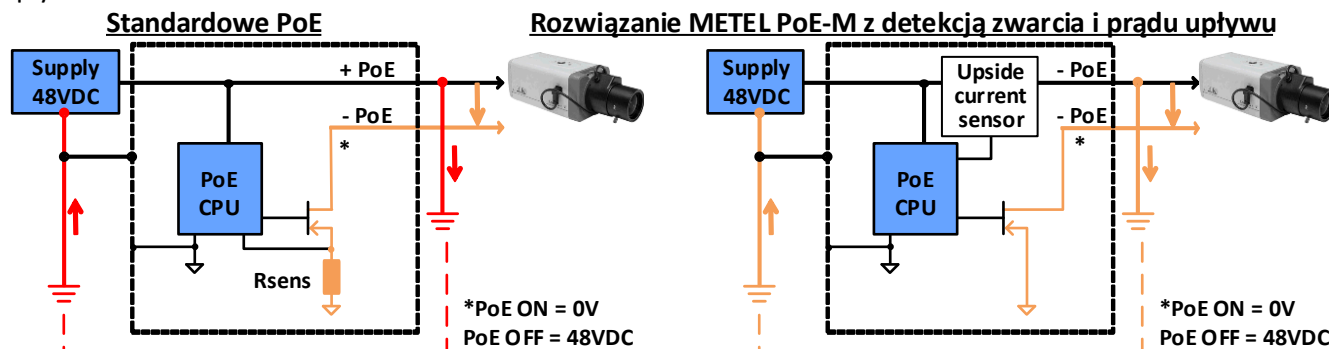 Standardowe PoE
Supply
48VDC
+ PoE
- PoE
*
PoE
CPU
Rsens
*PoE ON = 0V
PoE OFF = 48VDC
Rozwiązanie METEL PoE-M z detekcją zwarcia i prądu upływu
Supply
48VDC
Upside
current
sensor
- PoE
- PoE
*
PoE
CPU
*PoE ON = 0V
PoE OFF = 48VDC